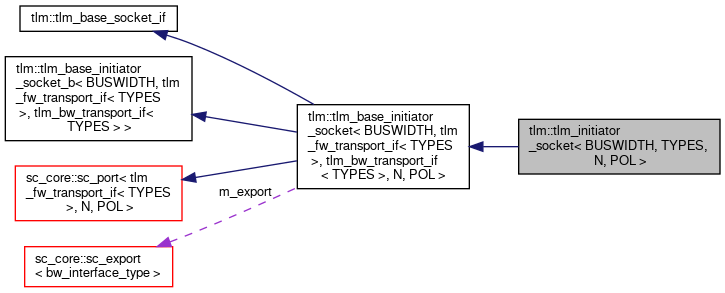 tlm::tlm_base_socket_if
tlm::tlm_base_initiator
_socket_b< BUSWIDTH, tlm
_fw_transport_if< TYPES
>, tlm_bw_transport_if<
TYPES > >
sc_core::sc_port< tlm
_fw_transport_if< TYPES
>, N, POL >
sc_core::sc_export
< bw_interface_type >
m_export
tlm::tlm_base_initiator
_socket< BUSWIDTH, tlm
_fw_transport_if< TYPES
>, tlm_bw_transport_if
< TYPES >, N, POL >
tlm::tlm_initiator
_socket< BUSWIDTH, TYPES,
N, POL >